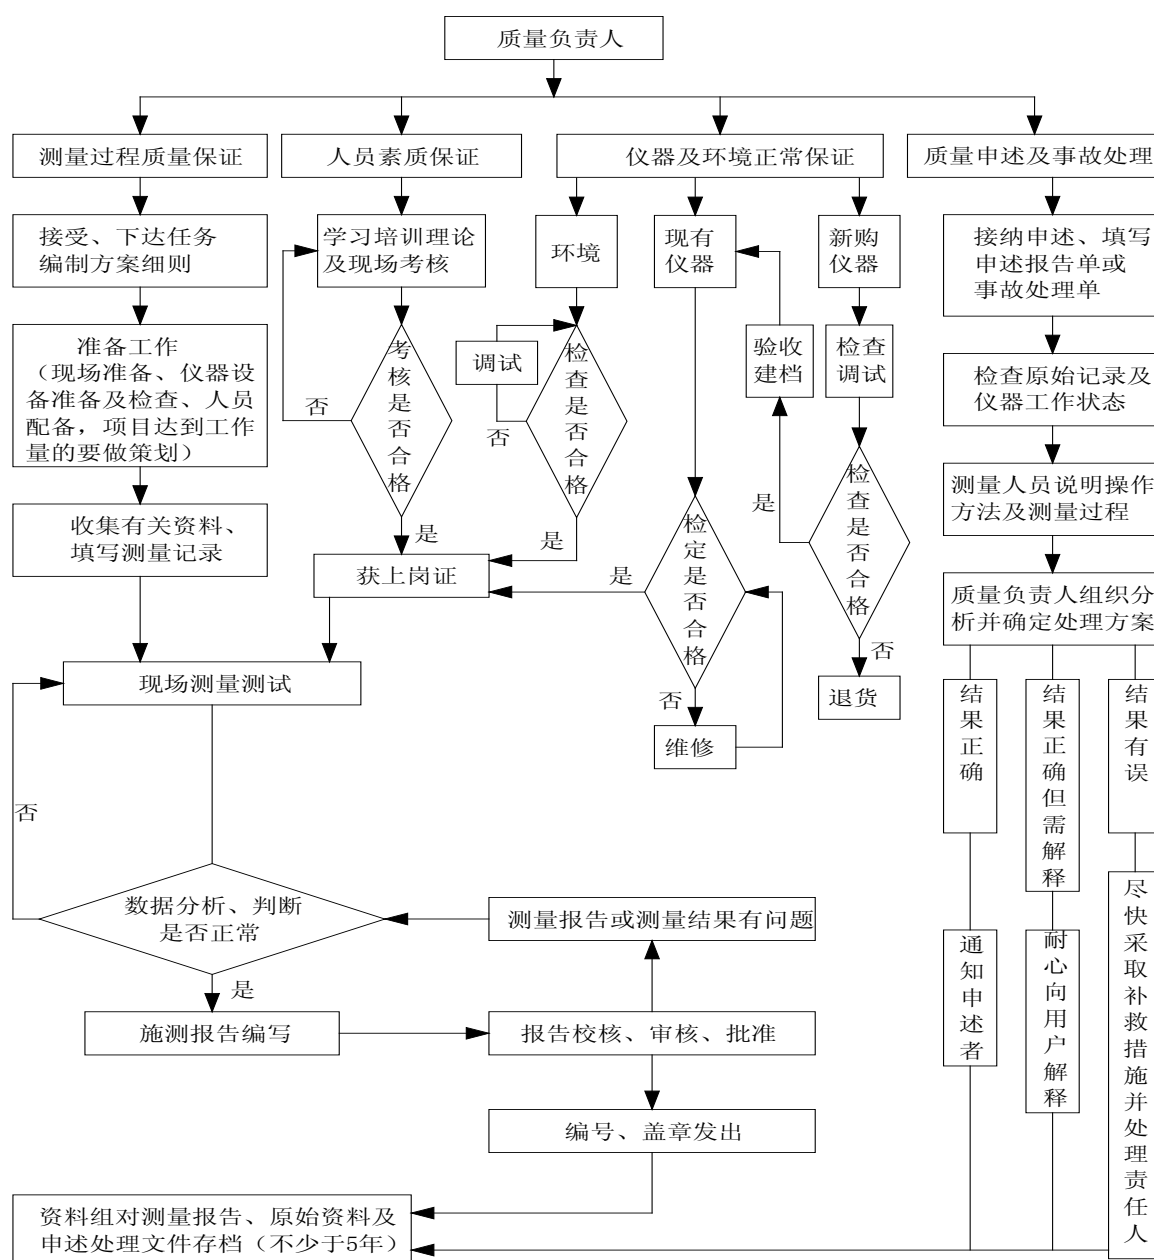 质量负责人
测量过程质量保证
人员素质保证
仪器及环境正常保证
质量申述及事故处理
接受、下达任务
编制方案细则
学习培训理论
及现场考核
环境
现有
仪器
新购
仪器
接纳申述、填写
申述报告单或
事故处理单
准备工作
（现场准备、仪器设
备准备及检查、人员
配备，项目达到工作
量的要做策划）
否
考核是否合格
调试
否
检查是否合格
验收
建档
检查
调试
检查原始记录及
仪器工作状态
收集有关资料、
填写测量记录
是
是
获上岗证
是
检定是否合格
是
检查是否合格
测量人员说明操作
方法及测量过程
质量负责人组织分
析并确定处理方案
现场测量测试
否
维修
否
退货
结果正确
结果正确但需解释
结果有误
否
数据分析、判断
是否正常
测量报告或测量结果有问题
是
施测报告编写
报告校核、审核、批准
通知申述者
耐心向用户解释
尽快采取补救措施并处理责任人
编号、盖章发出
资料组对测量报告、原始资料及
申述处理文件存档（不少于5年）